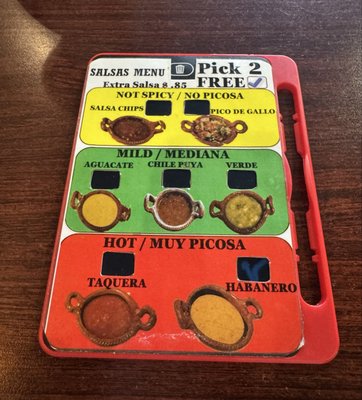 SALSAS MENU
Pick 2
Extra Salsa $ .85
FREE
NOT SPICY / NO PICOSA
SALSA CHIPS
PICO DE GALLO
MILD / MEDIANA
AGUACATE
CHILE PUYA
VERDE
HOT / MUY PICOSA
TAQUERA
HABANERO